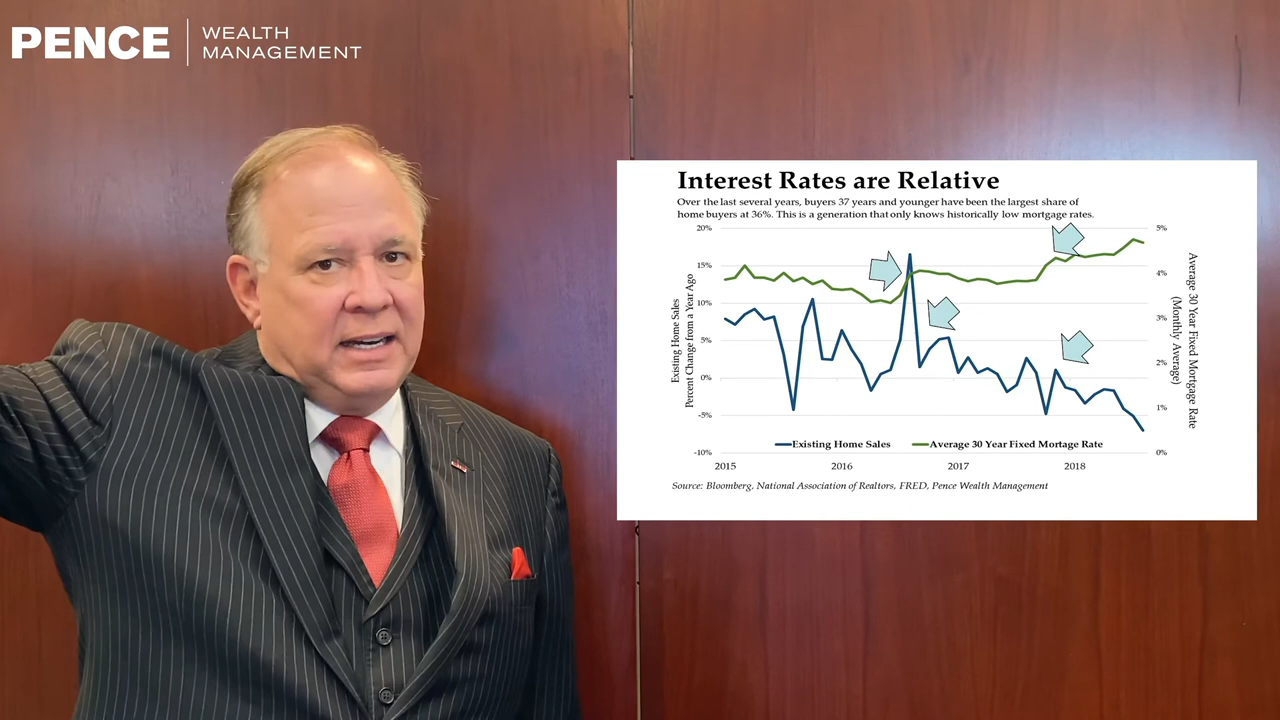 PENCE
WEALTH
MANAGEMENT
Interest Rates are Relative
Over the last several years, buyers 37 years and younger have been the largest share of
home buyers at 36%. This is a generation that only knows historically low mortgage rates.
20%
15%
10%
5%
0%
-5%
-10%
Existing Home Sales
Percent Change from a Year Ago
5%
4%
3%
2%
1%
0%
Average 30 Year Fixed Mortgage Rate
(Monthly Average)
Existing Home Sales
Average 30 Year Fixed Mortage Rate
2015
2016
2017
2018
Source: Bloomberg, National Association of Realtors, FRED, Pence Wealth Management